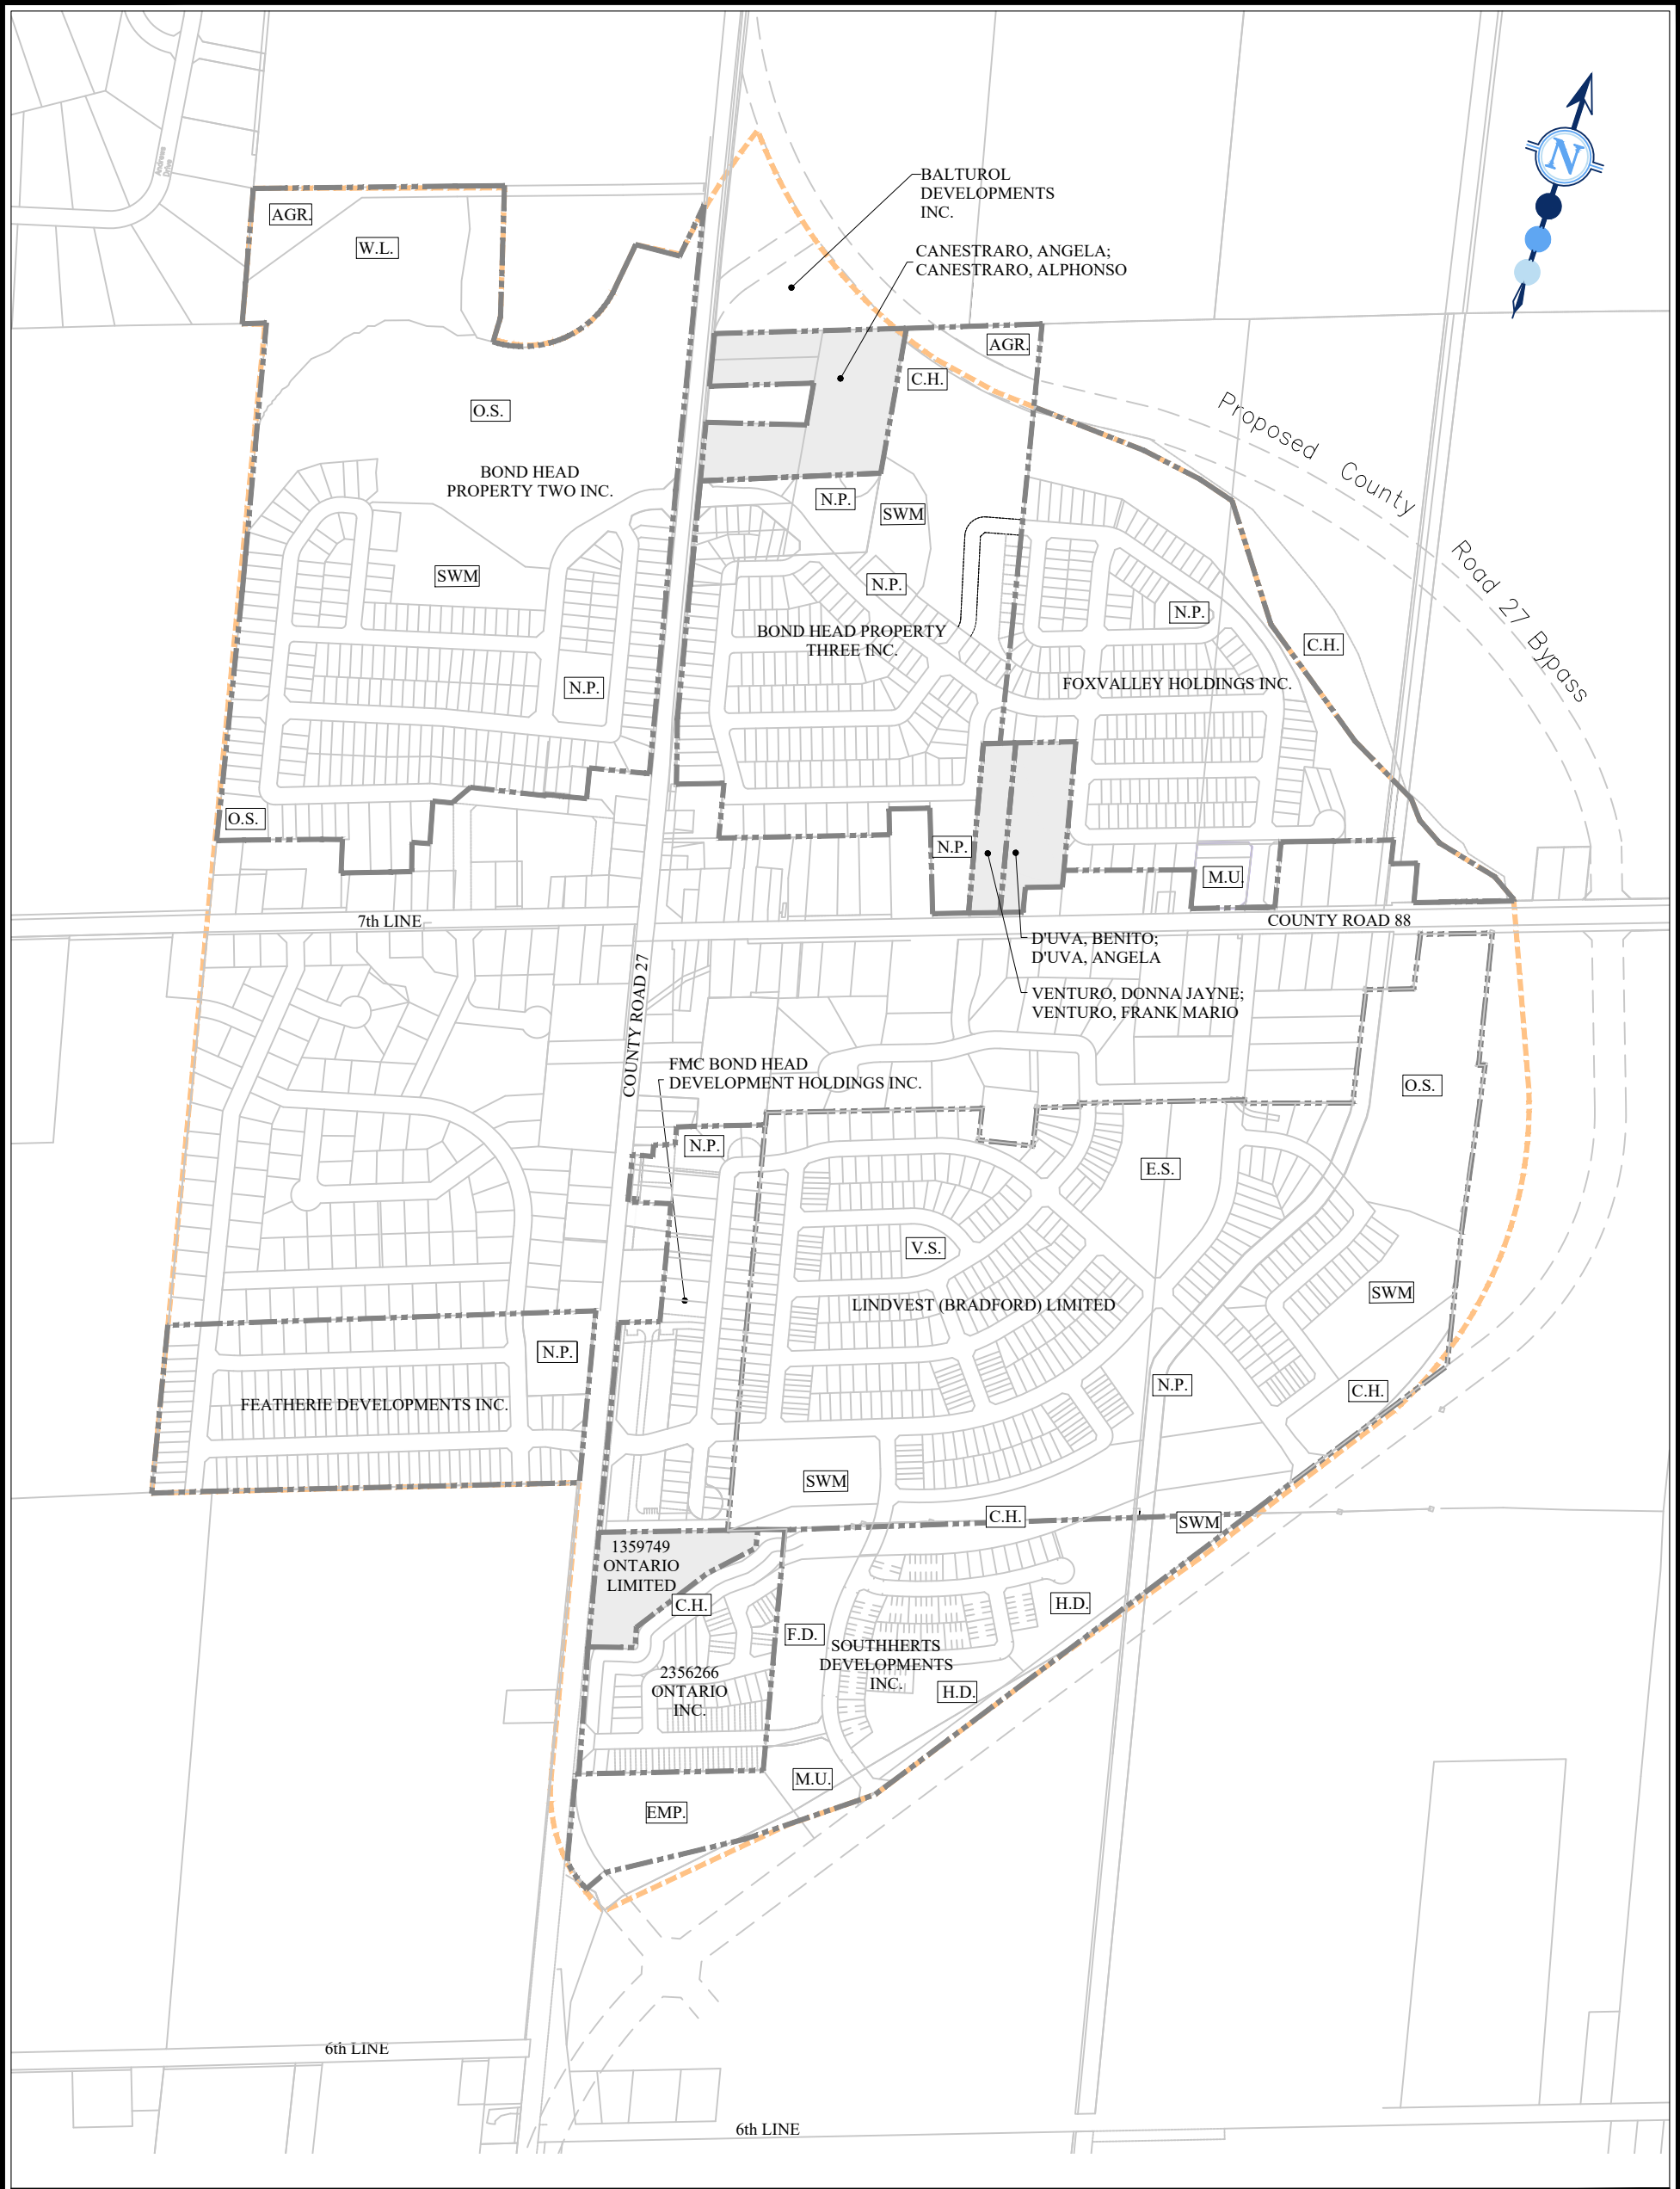 Andrews
Drive
N
BALTUROL
DEVELOPMENTS
INC.
AGR.
W.L.
CANESTRARO, ANGELA;
CANESTRARO, ALPHONSO
AGR.
C.H.
O.S.
Proposed County
Road 27 Bypass
BOND HEAD
PROPERTY TWO INC.
N.P.
SWM
SWM
N.P.
N.P.
BOND HEAD PROPERTY
THREE INC.
C.H.
N.P.
FOXVALLEY HOLDINGS INC.
O.S.
N.P.
M.U.
7th LINE
COUNTY ROAD 88
D'UVA, BENITO;
D'UVA, ANGELA
VENTURO, DONNA JAYNE;
VENTURO, FRANK MARIO
COUNTY ROAD 27
FMC BOND HEAD
DEVELOPMENT HOLDINGS INC.
O.S.
N.P.
E.S.
V.S.
SWM
LINDVEST (BRADFORD) LIMITED
N.P.
N.P.
C.H.
FEATHERIE DEVELOPMENTS INC.
SWM
C.H.
SWM
1359749
ONTARIO
LIMITED
C.H.
H.D.
F.D.
SOUTHHERTS
DEVELOPMENTS
INC.
2356266
ONTARIO
INC.
H.D.
M.U.
EMP.
6th LINE
6th LINE